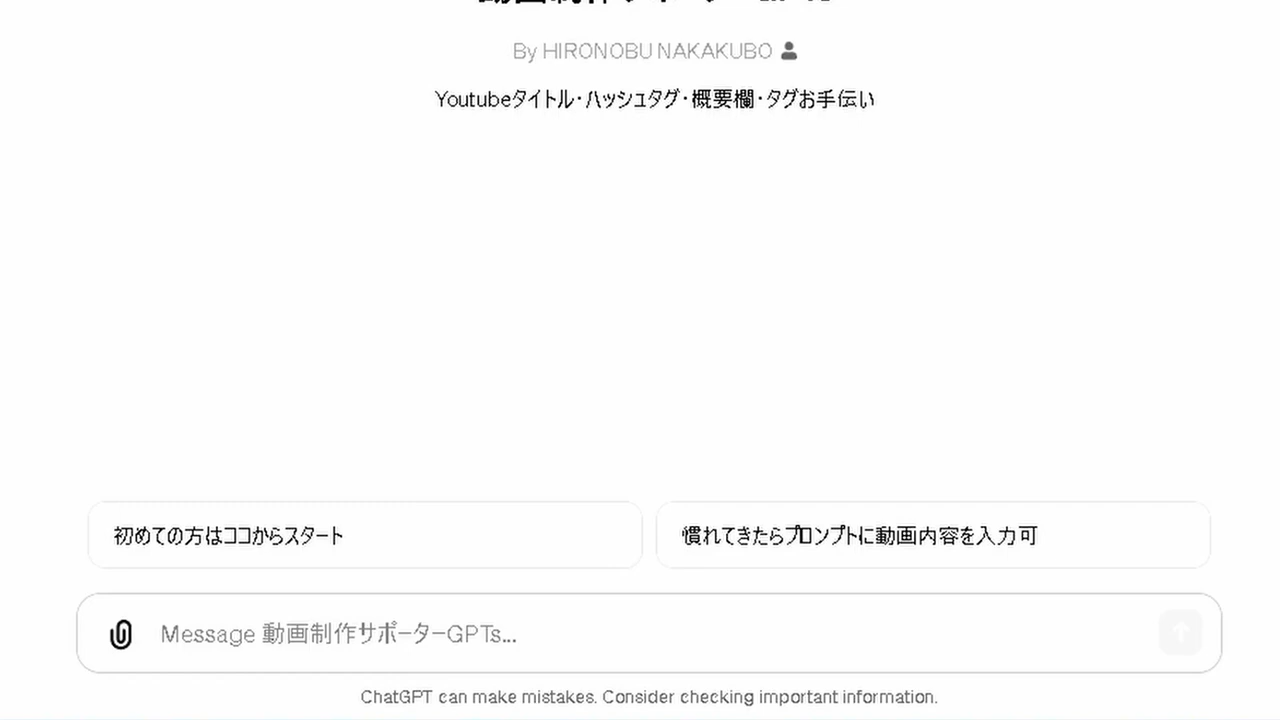 By HIRONOBU NAKAKUBO
Youtubeタイトル・ハッシュタグ・概要欄・タグお手伝い
初めての方はココからスタート
慣れてきたらプロンプトに動画内容を入力可
Message 動画制作サポーターGPTs...
ChatGPT can make mistakes. Consider checking important information.